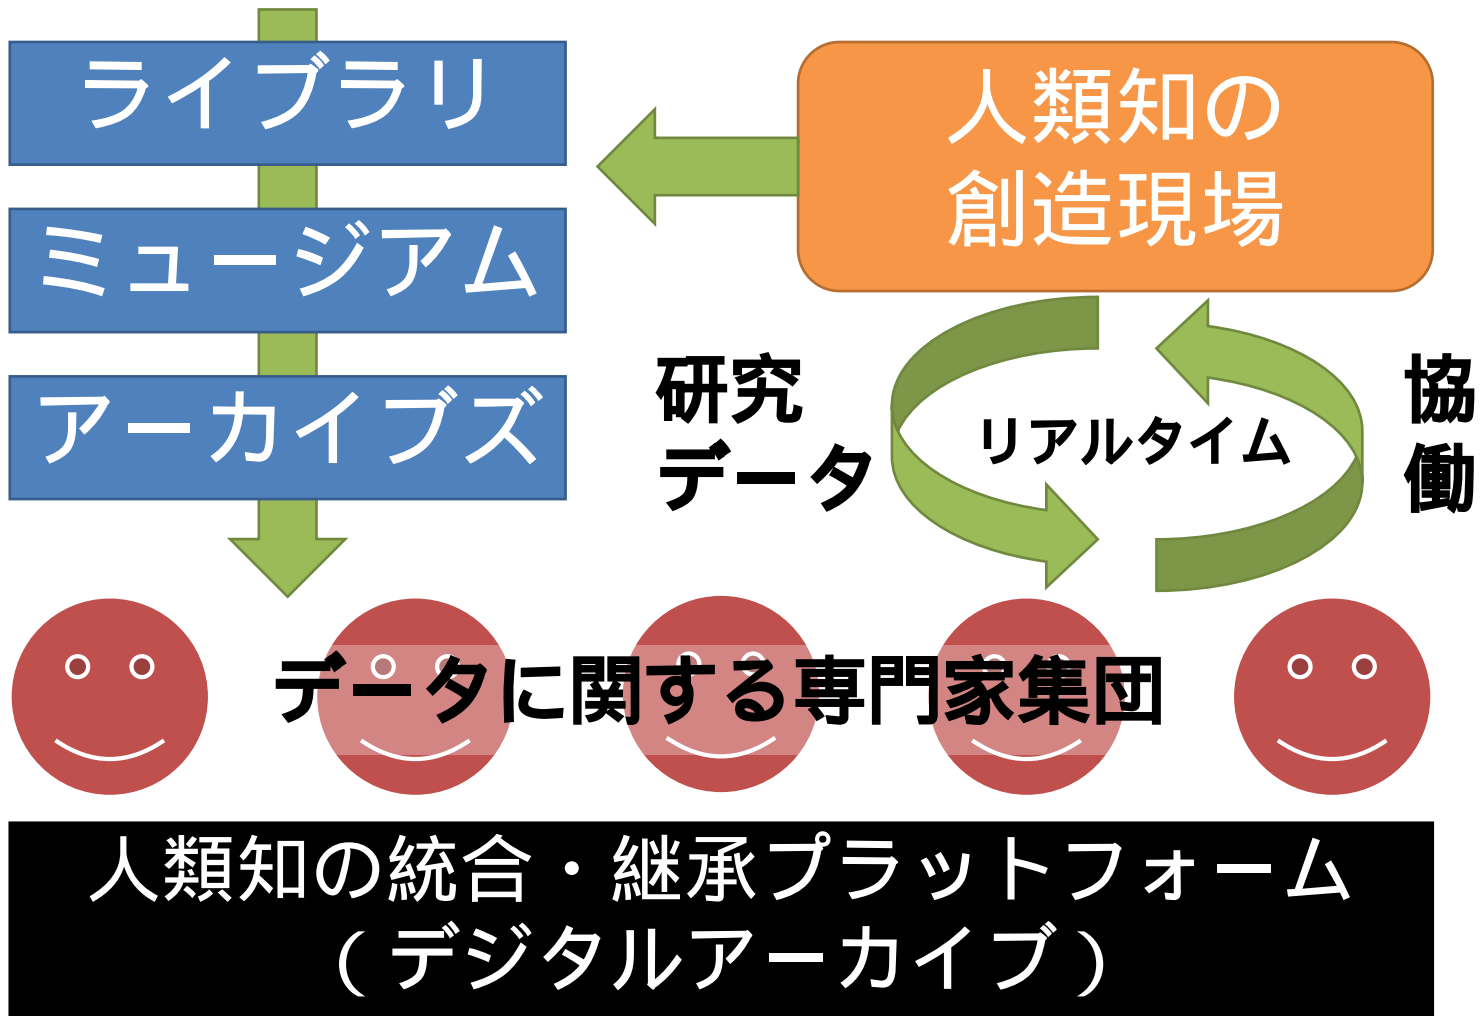 ライブラリ
ミュージアム
アーカイブズ
人類知の
創造現場
研究
データ
リアルタイム
協
働
データに関する専門家集団
人類知の統合・継承プラットフォーム
（デジタルアーカイブ）